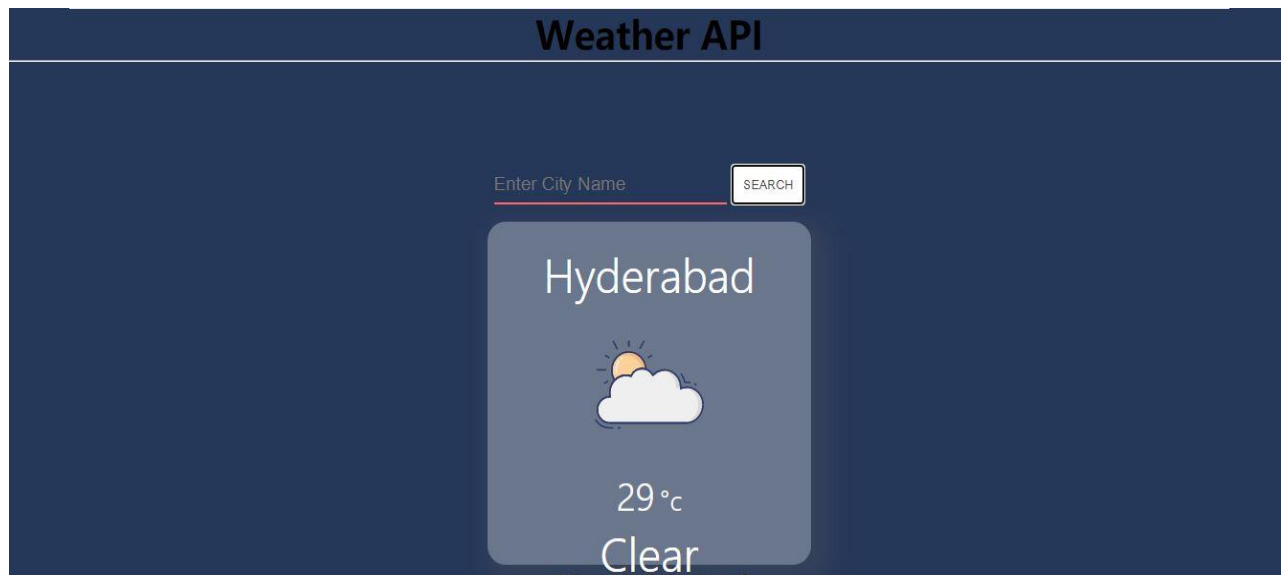 Weather API
Enter City Name
SEARCH
Hyderabad
29 °c
Clear